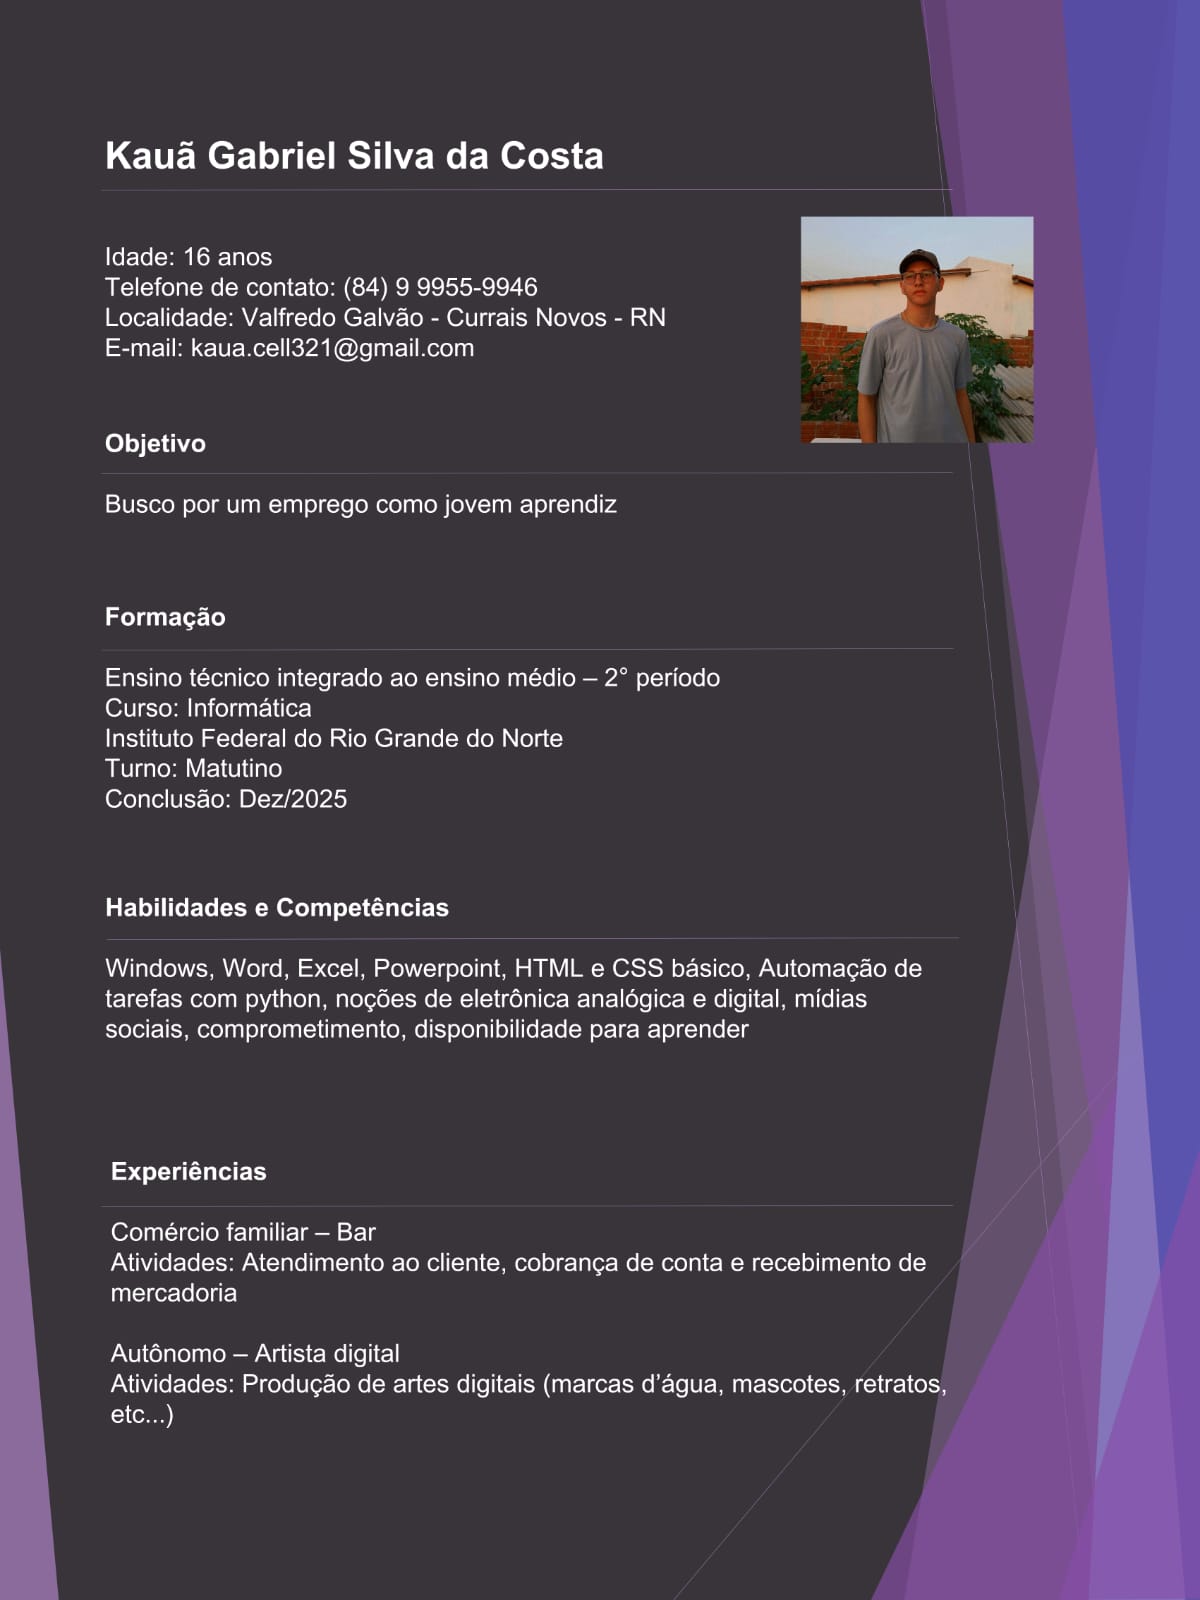 Kauã Gabriel Silva da Costa
Idade: 16 anos
Telefone de contato: (84) 9 9955-9946
Localidade: Valfredo Galvão - Currais Novos - RN
E-mail: kaua.cell321@gmail.com
Objetivo
Busco por um emprego como jovem aprendiz
Formação
Ensino técnico integrado ao ensino médio – 2° período
Curso: Informática
Instituto Federal do Rio Grande do Norte
Turno: Matutino
Conclusão: Dez/2025
Habilidades e Competências
Windows, Word, Excel, Powerpoint, HTML e CSS básico, Automação de
tarefas com python, noções de eletrônica analógica e digital, mídias
sociais, comprometimento, disponibilidade para aprender
Experiências
Comércio familiar – Bar
Atividades: Atendimento ao cliente, cobrança de conta e recebimento de
mercadoria
Autônomo – Artista digital
Atividades: Produção de artes digitais (marcas d’água, mascotes, retratos,
etc...)